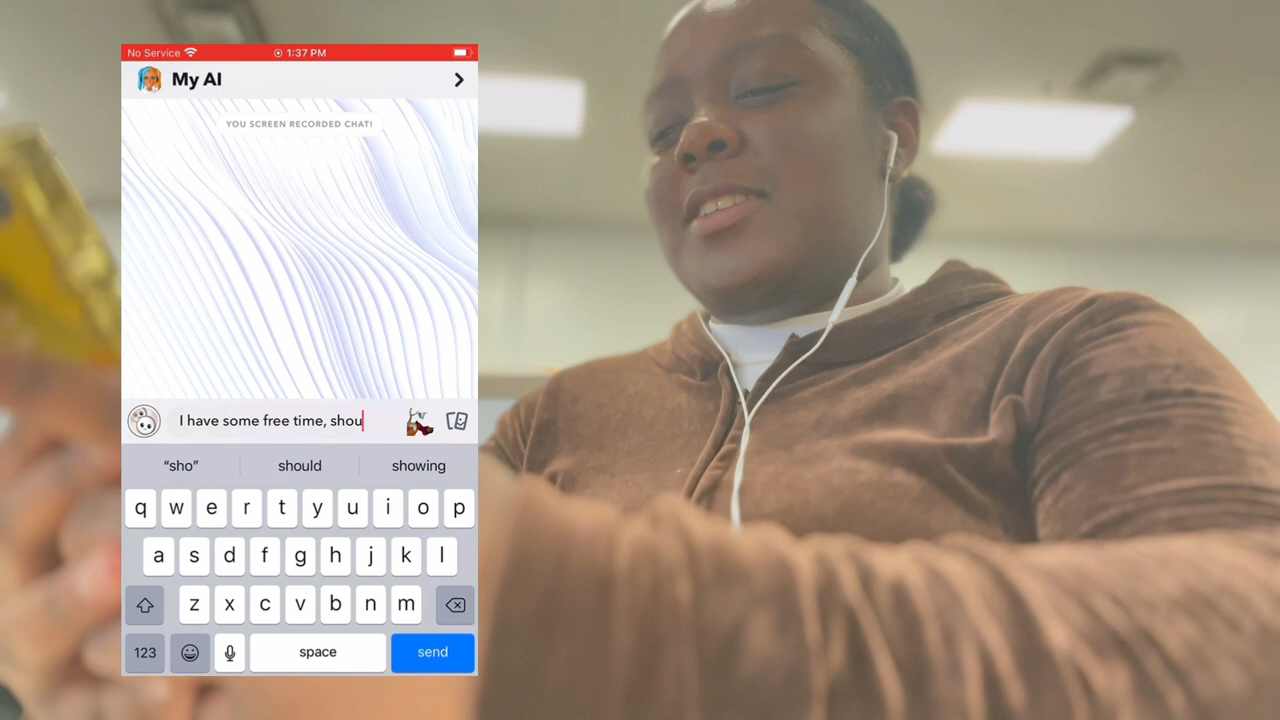 No Service 1:37 PM
My AI
YOU SCREEN RECORDED CHAT!
I have some free time, shou
“sho” should showing
q w e r t y u i o p
a s d f g h j k l
z x c v b n m
123 space send